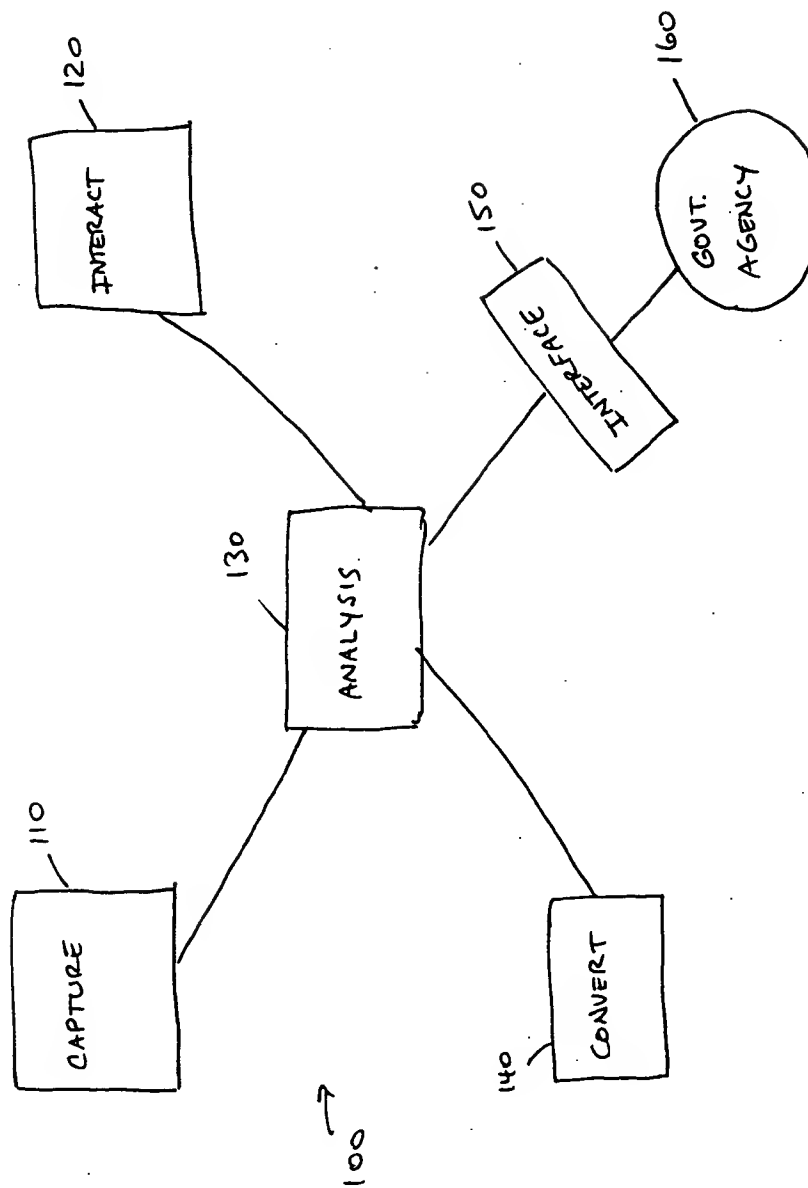 110
CAPTURE
120
INTERACT
130
ANALYSIS.
150
INTERFACE
160
GOVT.
AGENCY
140
CONVERT
100